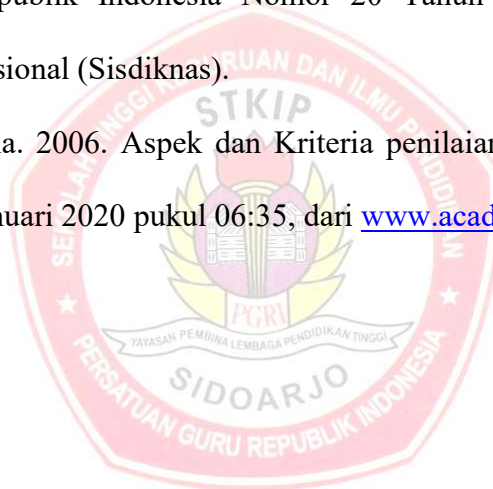 publik Indonesia Nomor 20 Tahun
sional (Sisdiknas).
a. 2006. Aspek dan Kriteria penilaian
nuari 2020 pukul 06:35, dari www.acad
SEKOLAH TINGGI KEGURUAN DAN ILMU PENDIDIKAN
STKIP
PGRI
YAYASAN PEMBINA LEMBAGA PENDIDIKAN TINGGI
SIDOARJO
PERSATUAN GURU REPUBLIK INDONESIA